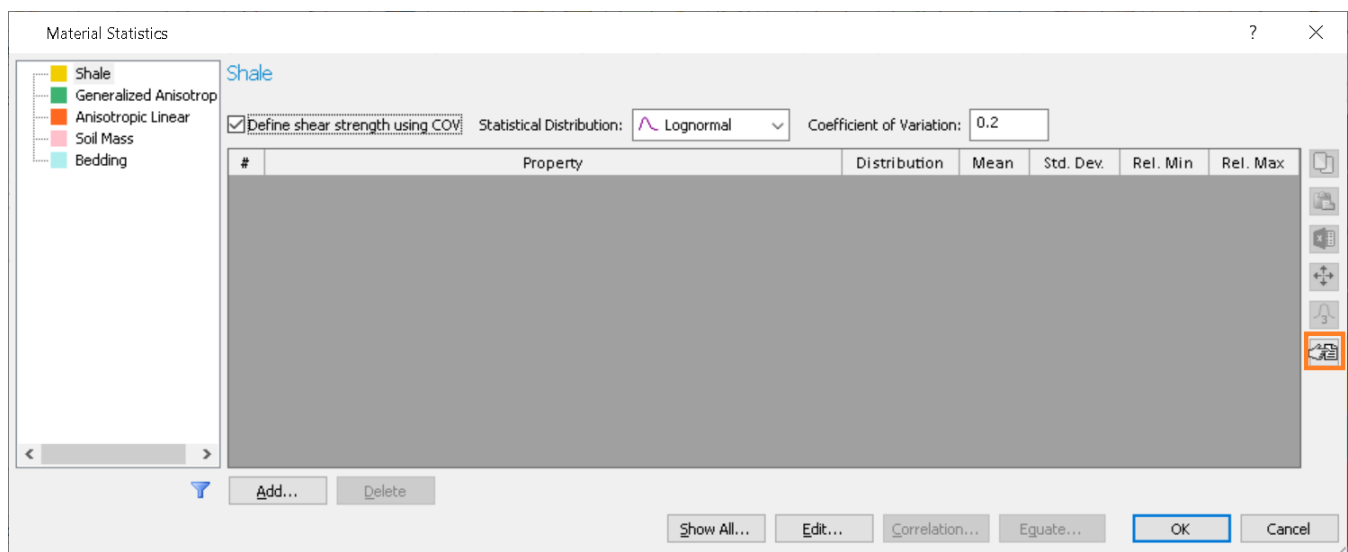 Material Statistics
?
Shale
Generalized Anisotrop
Anisotropic Linear
Soil Mass
Bedding
Shale
Define shear strength using COV Statistical Distribution: Lognormal Coefficient of Variation: 0.2
# Property Distribution Mean Std. Dev. Rel. Min Rel. Max
3
Add... Delete
Show All... Edit... Correlation... Equate... OK Cancel